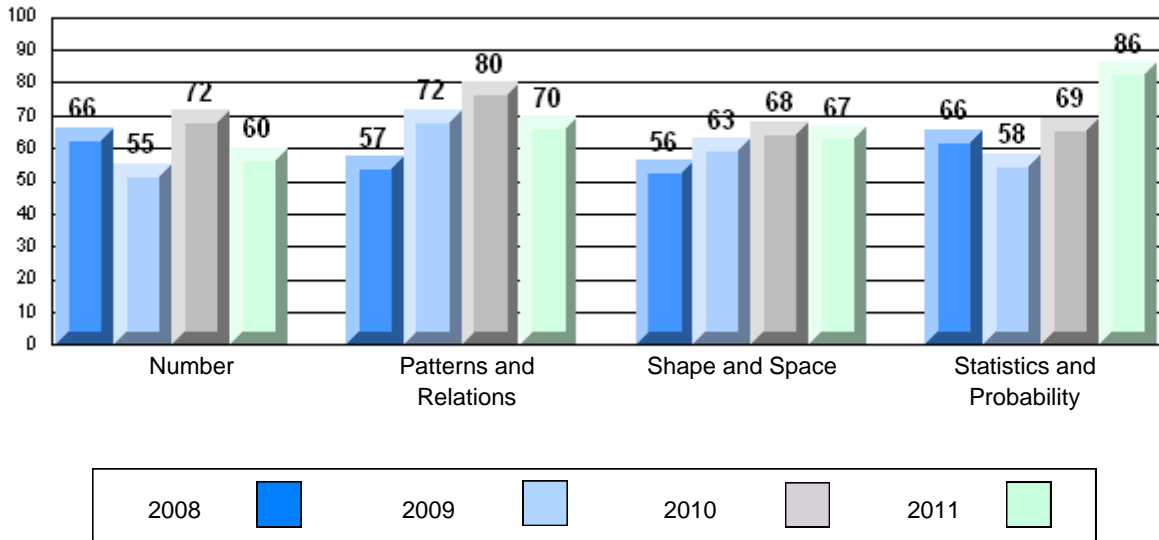 100
90
80
70
60
50
40
30
20
10
0
66 55 72 60
57 72 80 70
56 63 68 67
66 58 69 86
Number
Patterns and
Relations
Shape and Space
Statistics and
Probability
2008 2009 2010 2011